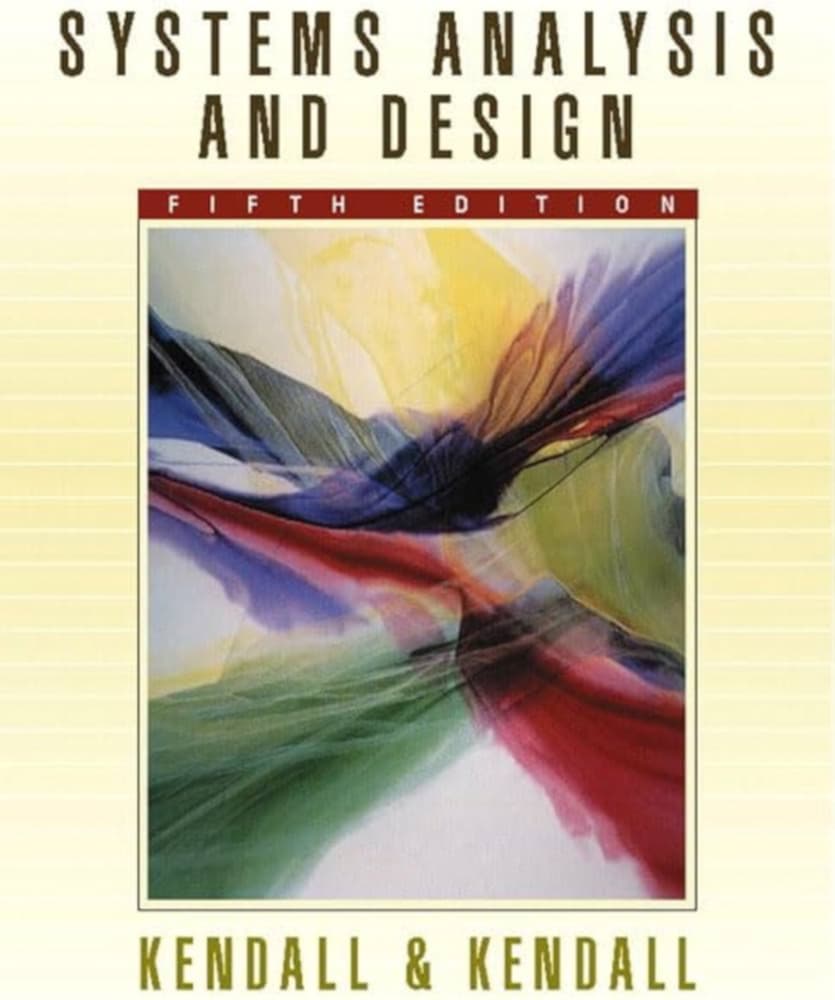 SYSTEMS ANALYSIS
AND DESIGN
FIFTH EDITION
KENDALL & KENDALL